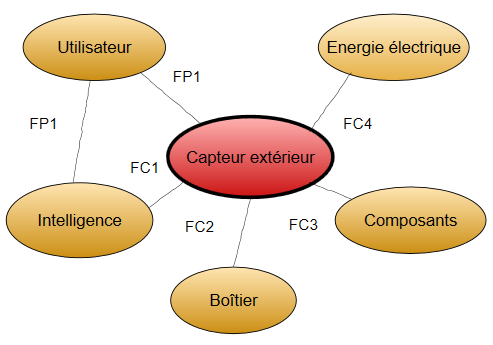 Utilisateur
Energie électrique
FP1
FP1
FC4
Capteur extérieur
FC1
Intelligence
Composants
FC2
FC3
Boîtier